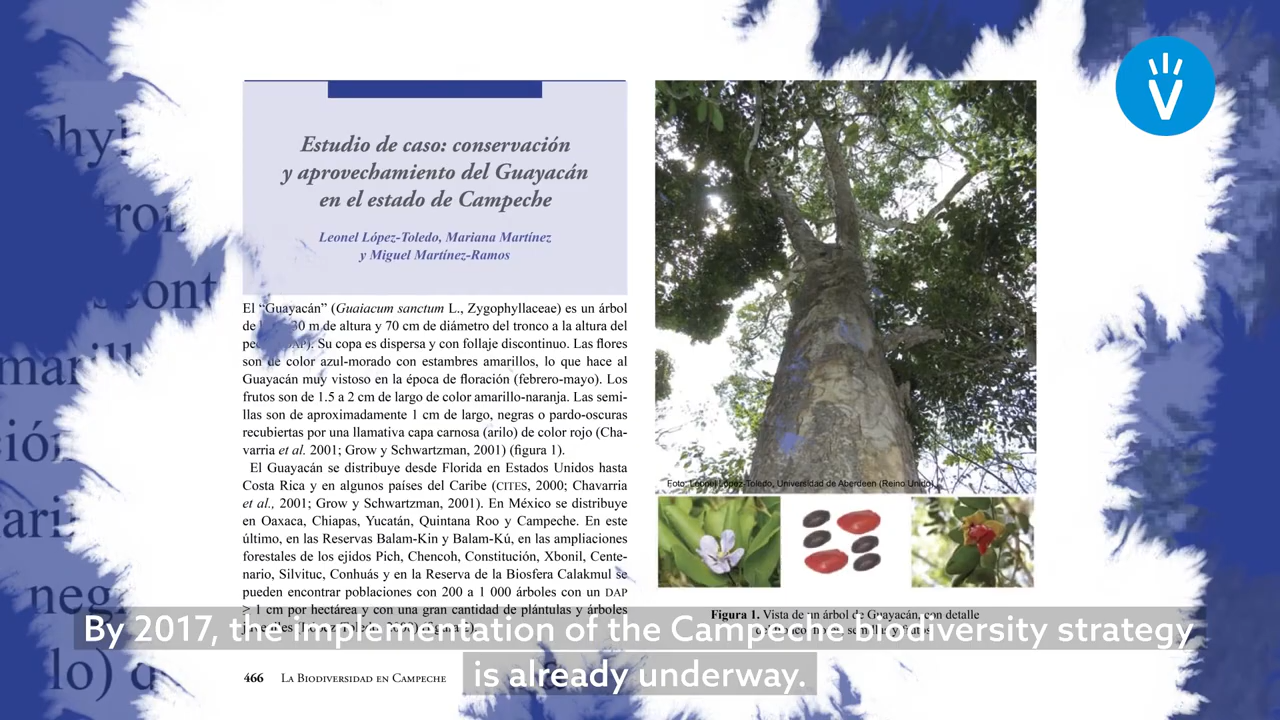 Estudio de caso: conservación
y aprovechamiento del Guayacán
en el estado de Campeche
Leonel López-Toledo, Mariana Martínez
y Miguel Martínez-Ramos
El “Guayacán” (Guaiacum sanctum L., Zygophyllaceae) es un árbol
de 30 m de altura y 70 cm de diámetro del tronco a la altura del
Su copa es dispersa y con follaje discontinuo. Las flores
son de color azul-morado con estambres amarillos, lo que hace al
Guayacán muy vistoso en la época de floración (febrero-mayo). Los
frutos son de 1.5 a 2 cm de largo de color amarillo-naranja. Las semi-
llas son de aproximadamente 1 cm de largo, negras o pardo-oscuras
recubiertas por una llamativa capa carnosa (arilo) de color rojo (Cha-
varria et al. 2001; Grow y Schwartzman, 2001) (figura 1).
El Guayacán se distribuye desde Florida en Estados Unidos hasta
Costa Rica y en algunos países del Caribe (CITES, 2000; Chavarria
et al., 2001; Grow y Schwartzman, 2001). En México se distribuye
en Oaxaca, Chiapas, Yucatán, Quintana Roo y Campeche. En este
último, en las Reservas Balam-Kin y Balam-Kú, en las ampliaciones
forestales de los ejidos Pich, Chencoh, Constitución, Xbonil, Cente-
nario, Silvituc, Conhuás y en la Reserva de la Biosfera Calakmul se
pueden encontrar poblaciones con 200 a 1 000 árboles con un DAP
> 1 cm por hectárea y con una gran cantidad de plántulas y árboles
466 La Biodiversidad en Campeche
Foto: Leonel López-Toledo, Universidad de Aberdeen (Reino Unido)
Figura 1. Vista de un árbol de Guayacán, con detalle
By 2017, the implementation of the Campeche biodiversity strategy
is already underway.